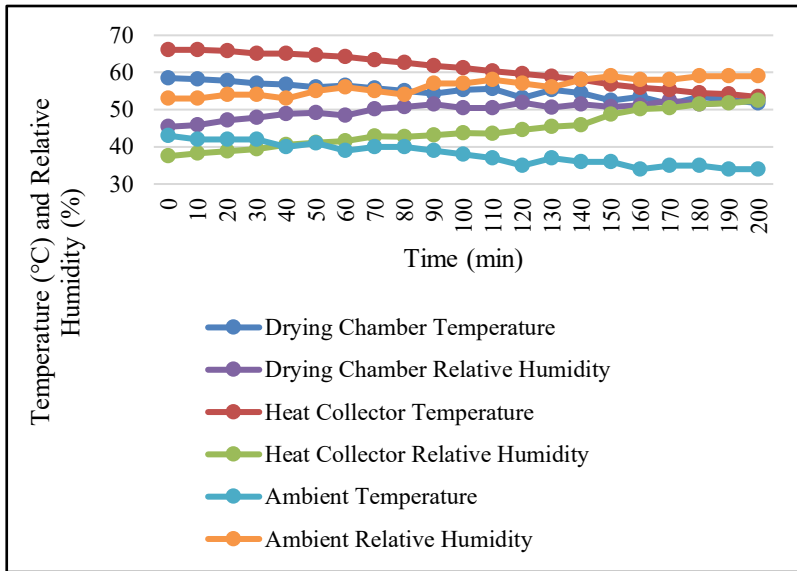 Temperature (°C) and Relative
Humidity (%)
70
60
50
40
30
0
10
20
30
40
50
60
70
80
90
100
110
120
130
140
150
160
170
180
190
200
Time (min)
Drying Chamber Temperature
Drying Chamber Relative Humidity
Heat Collector Temperature
Heat Collector Relative Humidity
Ambient Temperature
Ambient Relative Humidity